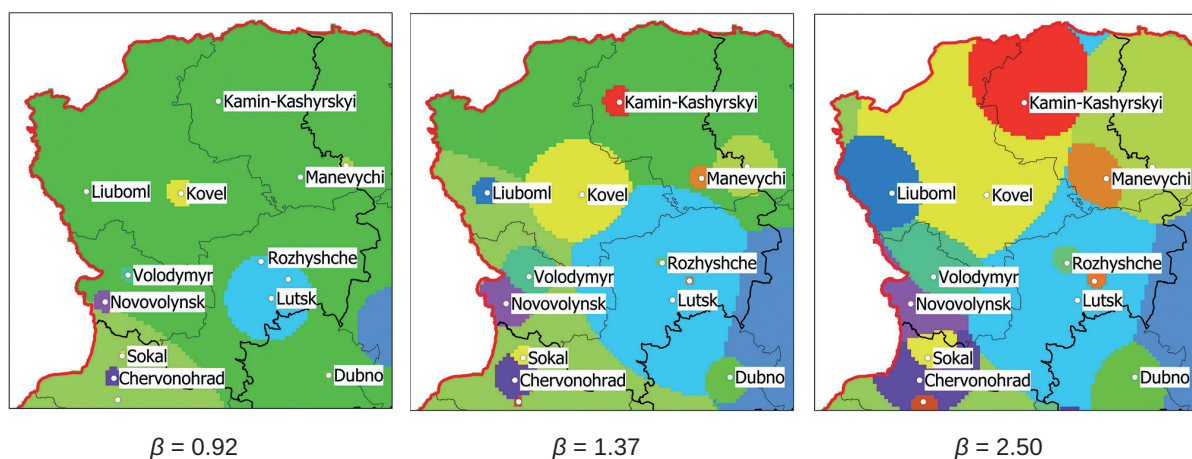 Kamin-Kashyrskyi
Manevychi
Liuboml
Kovel
Rozhyshche
Volodymyr
Novovolynsk
Lutsk
Sokal
Chervonohrad
Dubno
β = 0.92
Kamin-Kashyrskyi
Manevychi
Liuboml
Kovel
Rozhyshche
Volodymyr
Novovolynsk
Lutsk
Sokal
Chervonohrad
Dubno
β = 1.37
Kamin-Kashyrskyi
Manevychi
Liuboml
Kovel
Rozhyshche
Volodymyr
Novovolynsk
Lutsk
Sokal
Chervonohrad
Dubno
β = 2.50